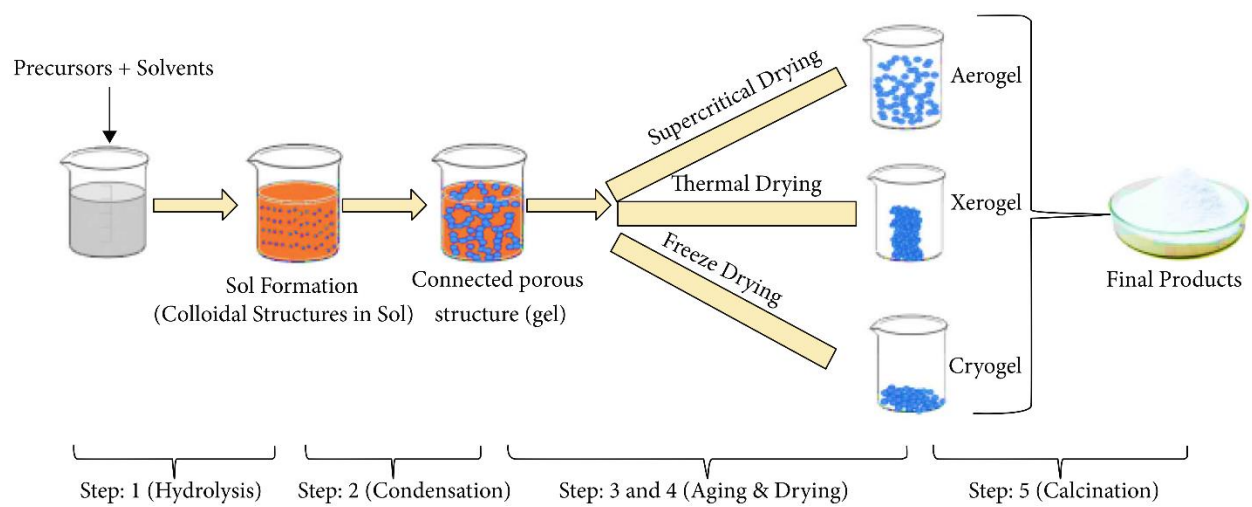 Precursors + Solvents
Sol Formation
(Colloidal Structures in Sol)
Connected porous
structure (gel)
Supercritical Drying
Thermal Drying
Freeze Drying
Aerogel
Xerogel
Cryogel
Final Products
Step: 1 (Hydrolysis)
Step: 2 (Condensation)
Step: 3 and 4 (Aging & Drying)
Step: 5 (Calcination)